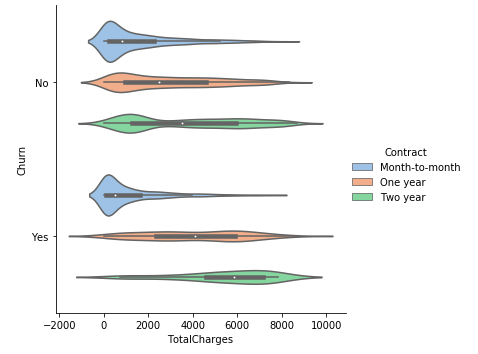 No
Yes
Churn
−2000
0
2000
4000
6000
8000
10000
TotalCharges
Contract
Month-to-month
One year
Two year